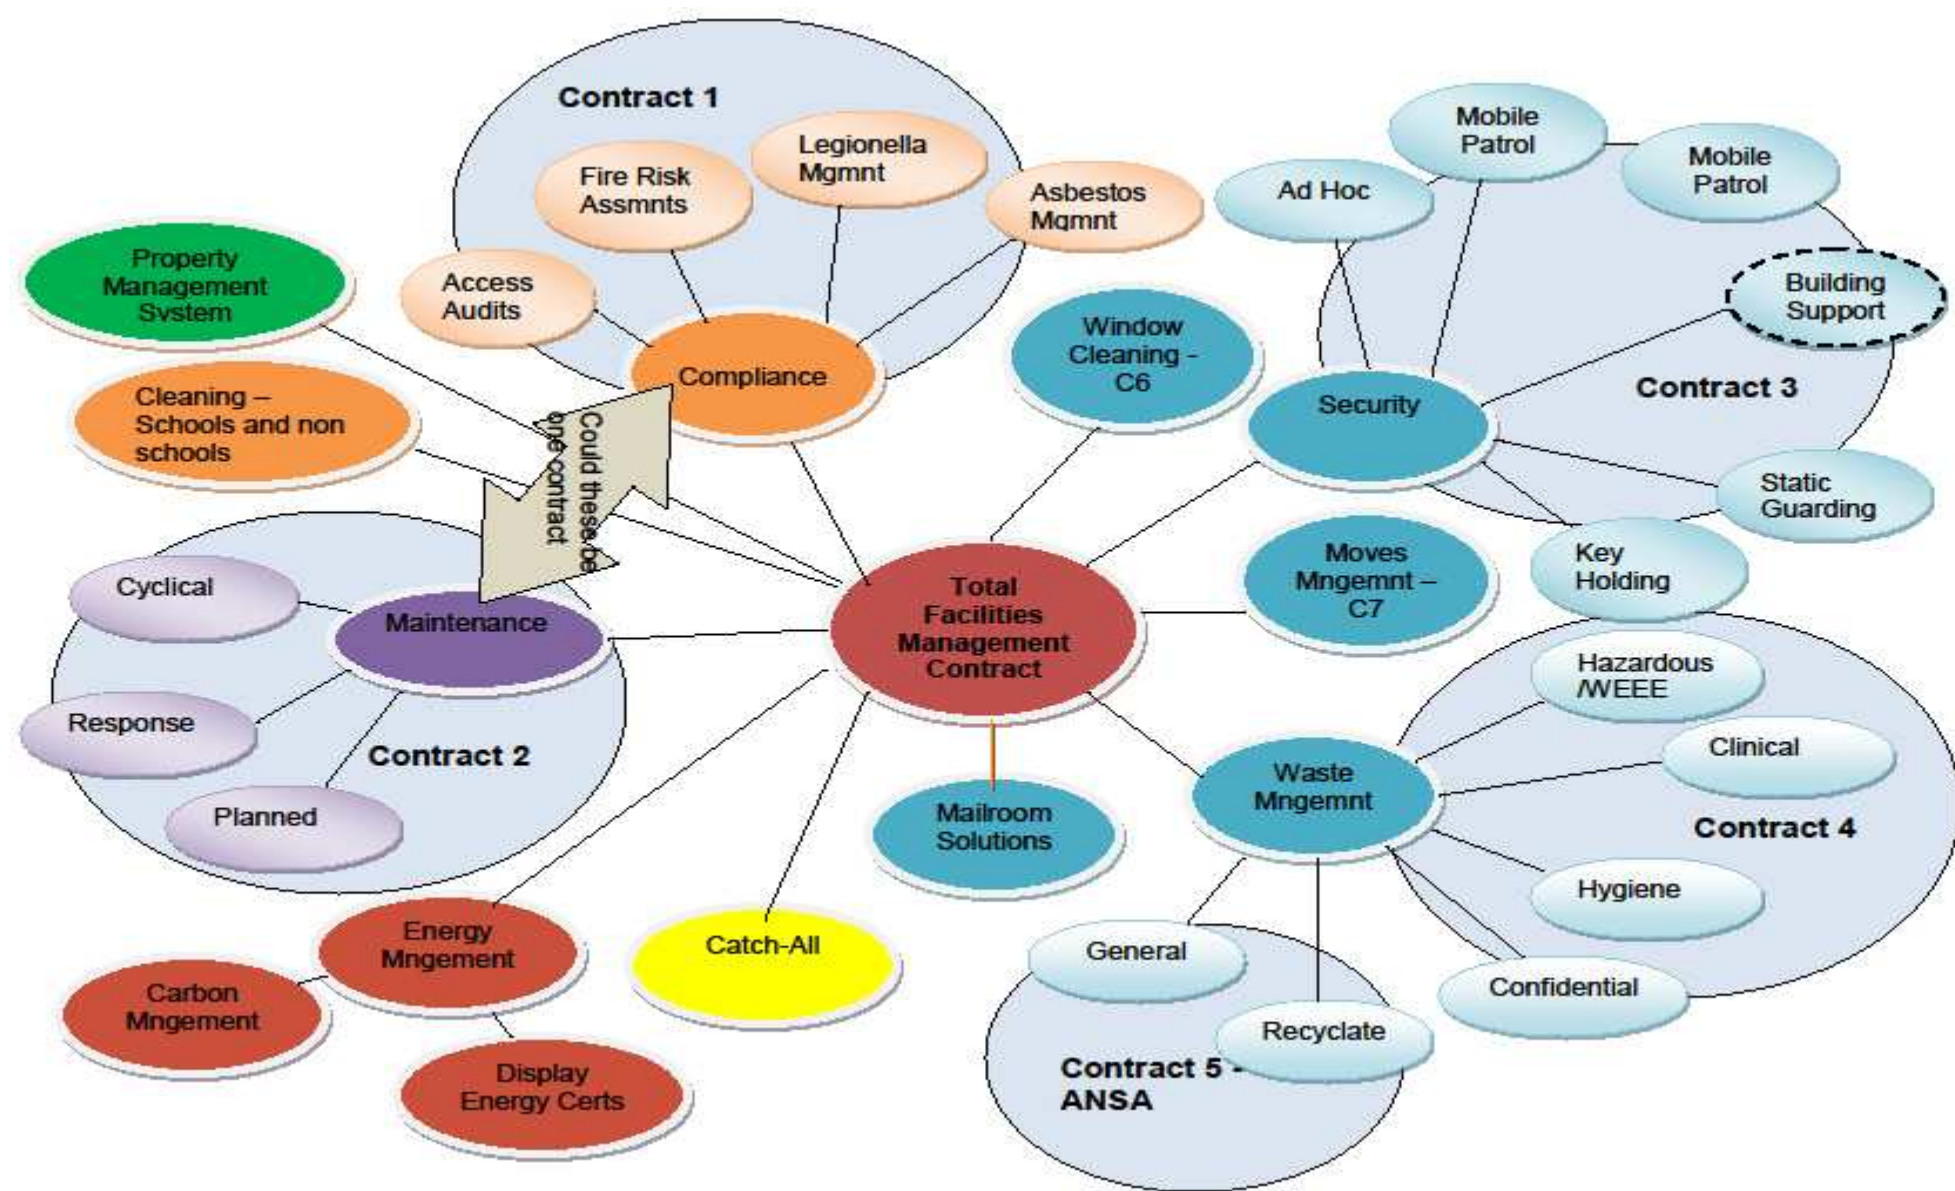 Contract 1
Fire Risk
Assmnts
Legionella
Mgmnt
Asbestos
Mgmnt
Access
Audits
Compliance
Property
Management
System
Cleaning –
Schools and non
schools
Could these be
one contract
Window
Cleaning -
C6
Ad Hoc
Mobile
Patrol
Mobile
Patrol
Building
Support
Contract 3
Security
Static
Guarding
Key
Holding
Moves
Mngemnt –
C7
Total
Facilities
Management
Contract
Cyclical
Maintenance
Response
Contract 2
Planned
Hazardous
/WEEE
Clinical
Waste
Mngemnt
Contract 4
Hygiene
Confidential
General
Recyclate
Contract 5 -
ANSA
Mailroom
Solutions
Catch-All
Energy
Mngement
Carbon
Mngement
Display
Energy Certs